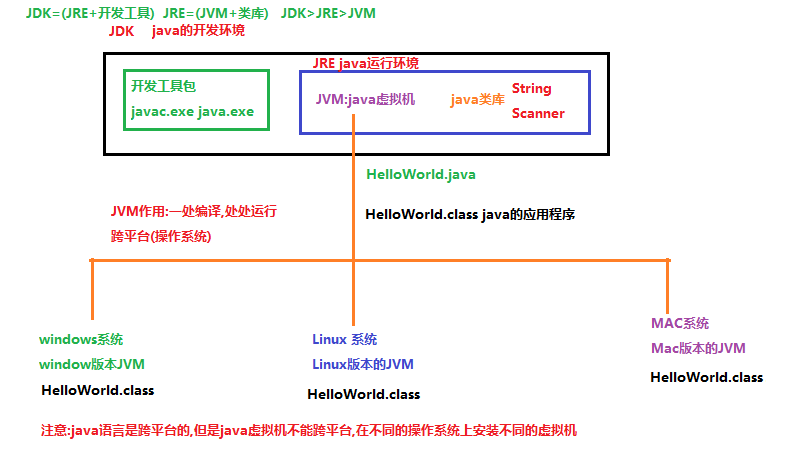 JDK=(JRE+开发工具) JRE=(JVM+类库) JDK>JRE>JVM
JDK java的开发环境
JRE java运行环境
开发工具包
javac.exe java.exe
JVM:java虚拟机 java类库 String
Scanner
HelloWorld.java
JVM作用:一处编译,处处运行
跨平台(操作系统)
HelloWorld.class java的应用程序
windows系统
window版本JVM
HelloWorld.class
Linux 系统
Linux版本的JVM
HelloWorld.class
MAC系统
Mac版本的JVM
HelloWorld.class
注意:java语言是跨平台的,但是java虚拟机不能跨平台,在不同的操作系统上安装不同的虚拟机